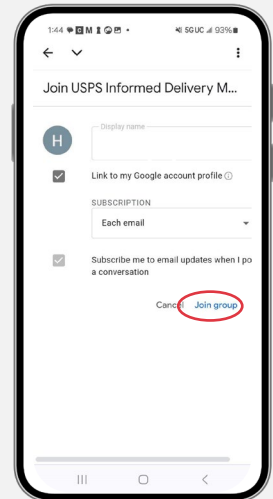 1:44
5GUC 93%
Join USPS Informed Delivery M...
H
Display name
Link to my Google account profile
SUBSCRIPTION
Each email
Subscribe me to email updates when I po
a conversation
Cancel Join group